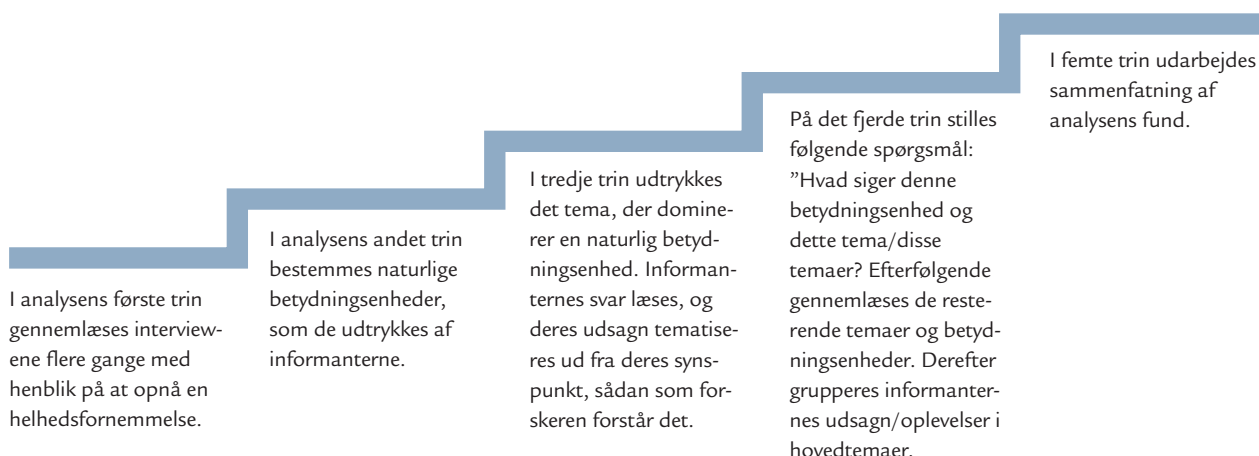 I analysens første trin
gennemlæses interview-
ene flere gange med
henblik på at opnå en
helhedsfornemmelse.
I analysens andet trin
bestemmes naturlige
betydningsenheder,
som de udtrykkes af
informanterne.
I tredje trin udtrykkes
det tema, der domine-
rer en naturlig betyd-
ningsenhed. Informan-
ternes svar læses, og
deres udsagn tematise-
res ud fra deres syns-
punkt, sådan som for-
skeren forstår det.
På det fjerde trin stilles
følgende spørgsmål:
”Hvad siger denne
betydningsenhed og
dette tema/disse
temaer? Efterfølgende
gennemlæses de reste-
rende temaer og betyd-
ningsenheder. Derefter
grupperes informanter-
nes udsagn/oplevelser i
hovedtemaer.
I femte trin udarbejdes
sammenfatning af
analysens fund.